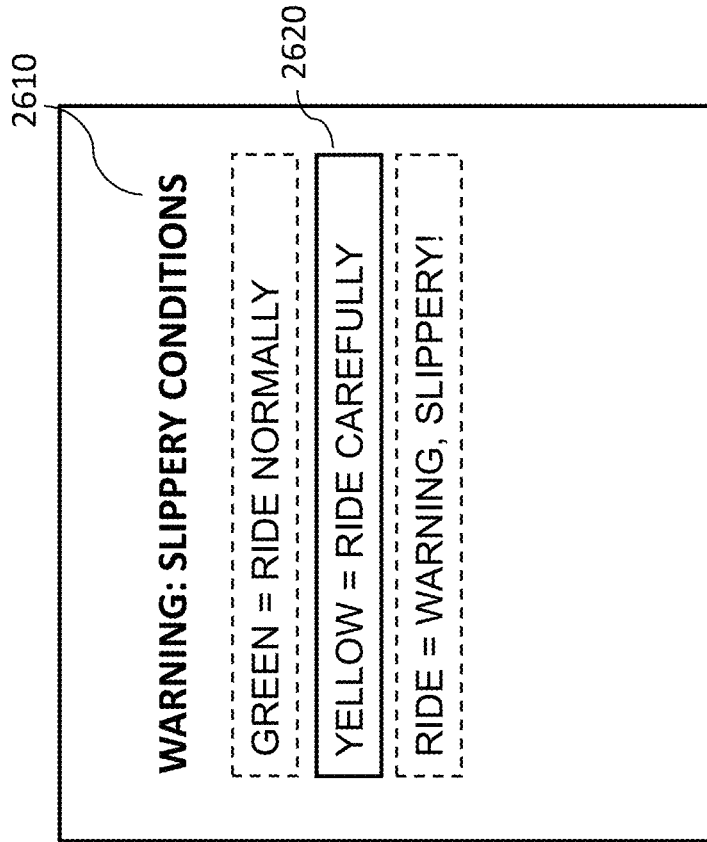 2610
WARNING: SLIPPERY CONDITIONS
2620
GREEN = RIDE NORMALLY
YELLOW = RIDE CAREFULLY
RIDE = WARNING, SLIPPERY!